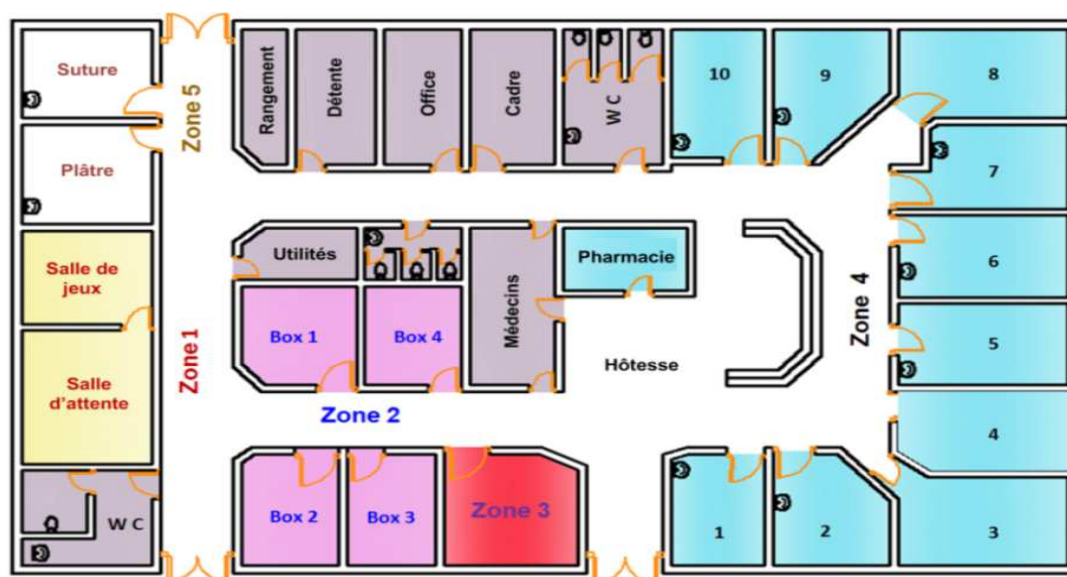 Suture
Zone 5
Rangement
Détente
Office
Cadre
W C
10
9
8
Plâtre
7
Salle de
jeux
Utilités
Pharmacie
Médecins
6
Zone 4
Zone 1
Box 1
Box 4
5
Hôtesse
Salle
d'attente
Zone 2
4
W C
Box 2
Box 3
Zone 3
1
2
3